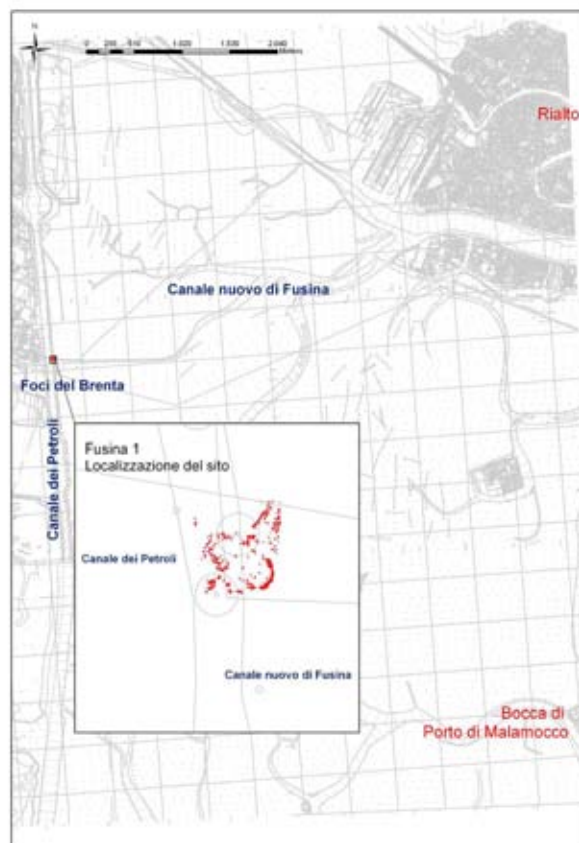 N
Meters
Rialto
Canale nuovo di Fusina
Foci del Brenta
Canale dei Petroli
Fusina 1
Localizzazione del sito
Canale dei Petroli
Canale nuovo di Fusina
Bocca di
Porto di Malamocco